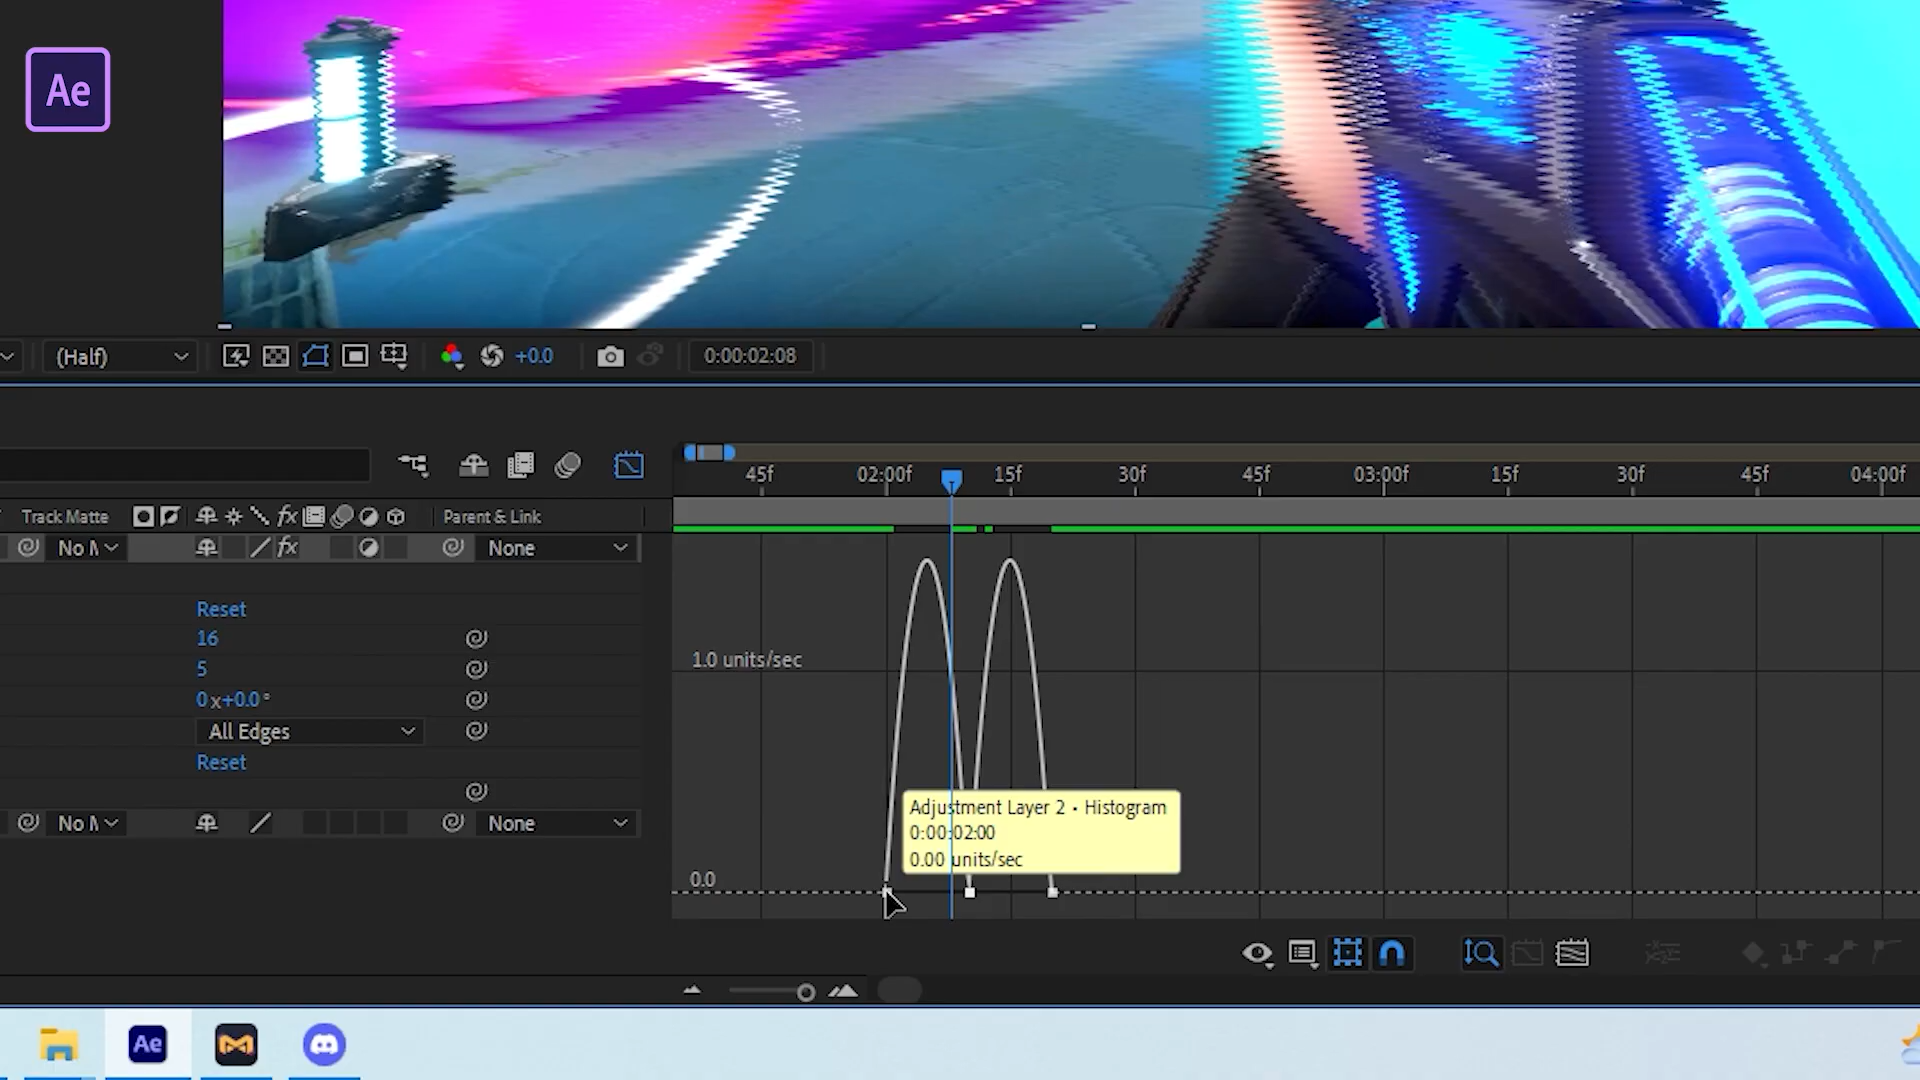 Ae
(Half)
+0.0
0:00:02:08
45f
02:00f
15f
30f
45f
03:00f
15f
30f
45f
04:00f
Track Matte
fx
Parent & Link
No M
fx
None
Reset
16
5
0x+0.0°
All Edges
Reset
No M
None
1.0 units/sec
0.0
Adjustment Layer 2 • Histogram
0:00:02:00
0.00 units/sec
Ae